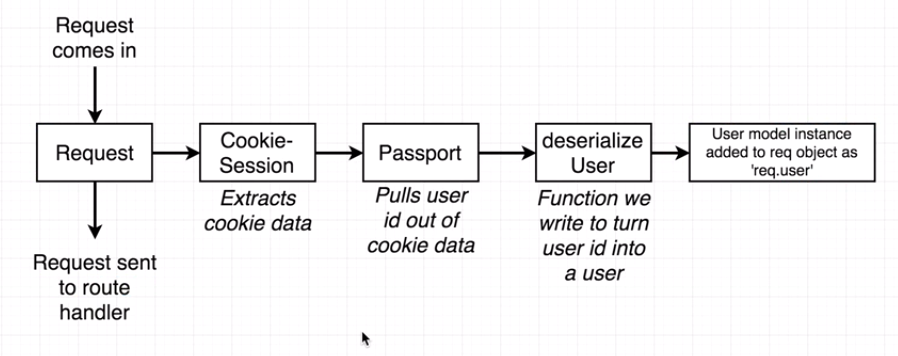 Request
comes in
Request
Cookie-
Session
Passport
deserialize
User
User model instance
added to req object as
'req.user'
Extracts
cookie data
Pulls user
id out of
cookie data
Function we
write to turn
user id into
a user
Request sent
to route
handler